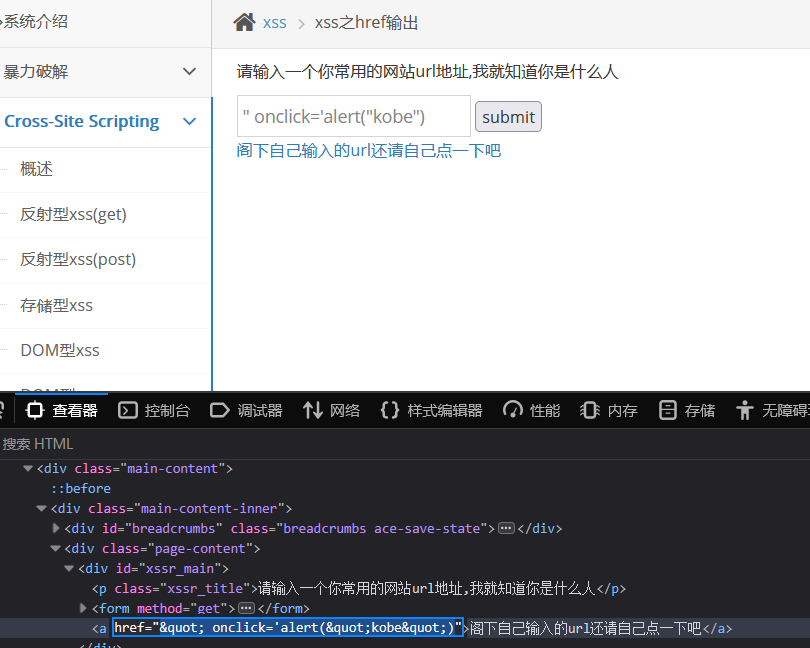 系统介绍
xss
xss之href输出
暴力破解
请输入一个你常用的网站url地址,我就知道你是什么人
" onclick='alert("kobe")
submit
Cross-Site Scripting
阁下自己输入的url还请自己点一下吧
概述
反射型xss(get)
反射型xss(post)
存储型xss
DOM型xss
查看器 控制台 调试器 网络 样式编辑器 性能 内存 存储 无障碍
搜索 HTML
<div class="main-content">
::before
<div class="main-content-inner">
<div id="breadcrumbs" class="breadcrumbs ace-save-state"></div>
<div class="page-content">
<div id="xssr_main">
<p class="xssr_title">请输入一个你常用的网站url地址,我就知道你是什么人</p>
<form method="get"></form>
<a href="&quot; onclick='alert(&quot;kobe&quot;)">阁下自己输入的url还请自己点一下吧</a>